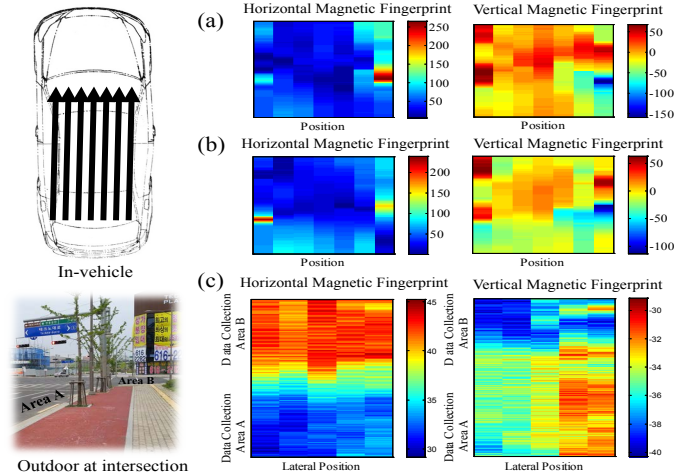 (a)
Horizontal Magnetic Fingerprint
250
200
150
100
50
Position
Vertical Magnetic Fingerprint
50
0
-50
-100
-150
Position
In-vehicle
(b)
Horizontal Magnetic Fingerprint
200
150
100
50
Position
Vertical Magnetic Fingerprint
50
0
-50
-100
Position
Area A
Area B
616-
Outdoor at intersection
(c)
Horizontal Magnetic Fingerprint
Data Collection
Area B
Data Collection
Area A
45
40
35
30
Lateral Position
Vertical Magnetic Fingerprint
Data Collection
Area B
Data Collection
Area A
-30
-32
-34
-36
-38
-40
Lateral Position